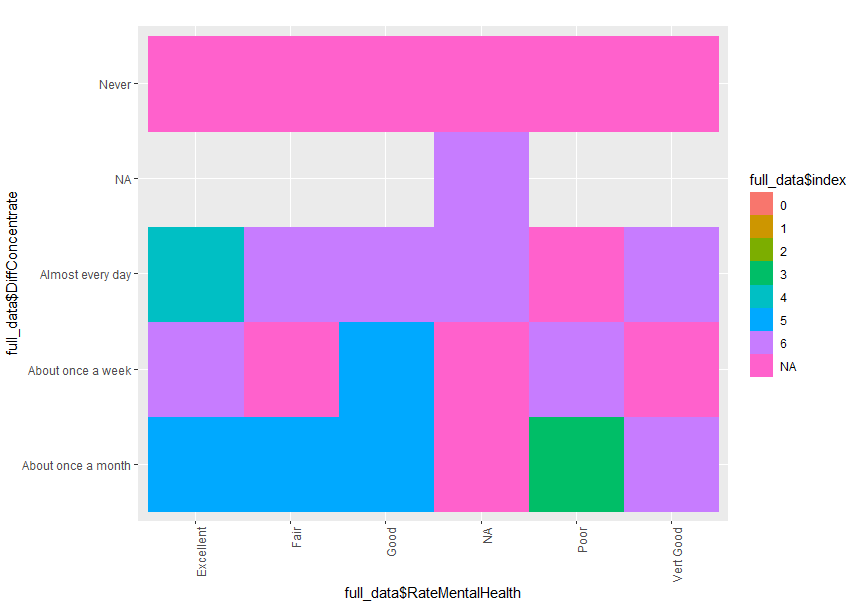 full_data$DiffConcentrate
Never
NA
Almost every day
About once a week
About once a month
Excellent
Fair
Good
NA
Poor
Vert Good
full_data$RateMentalHealth
full_data$index
0
1
2
3
4
5
6
NA